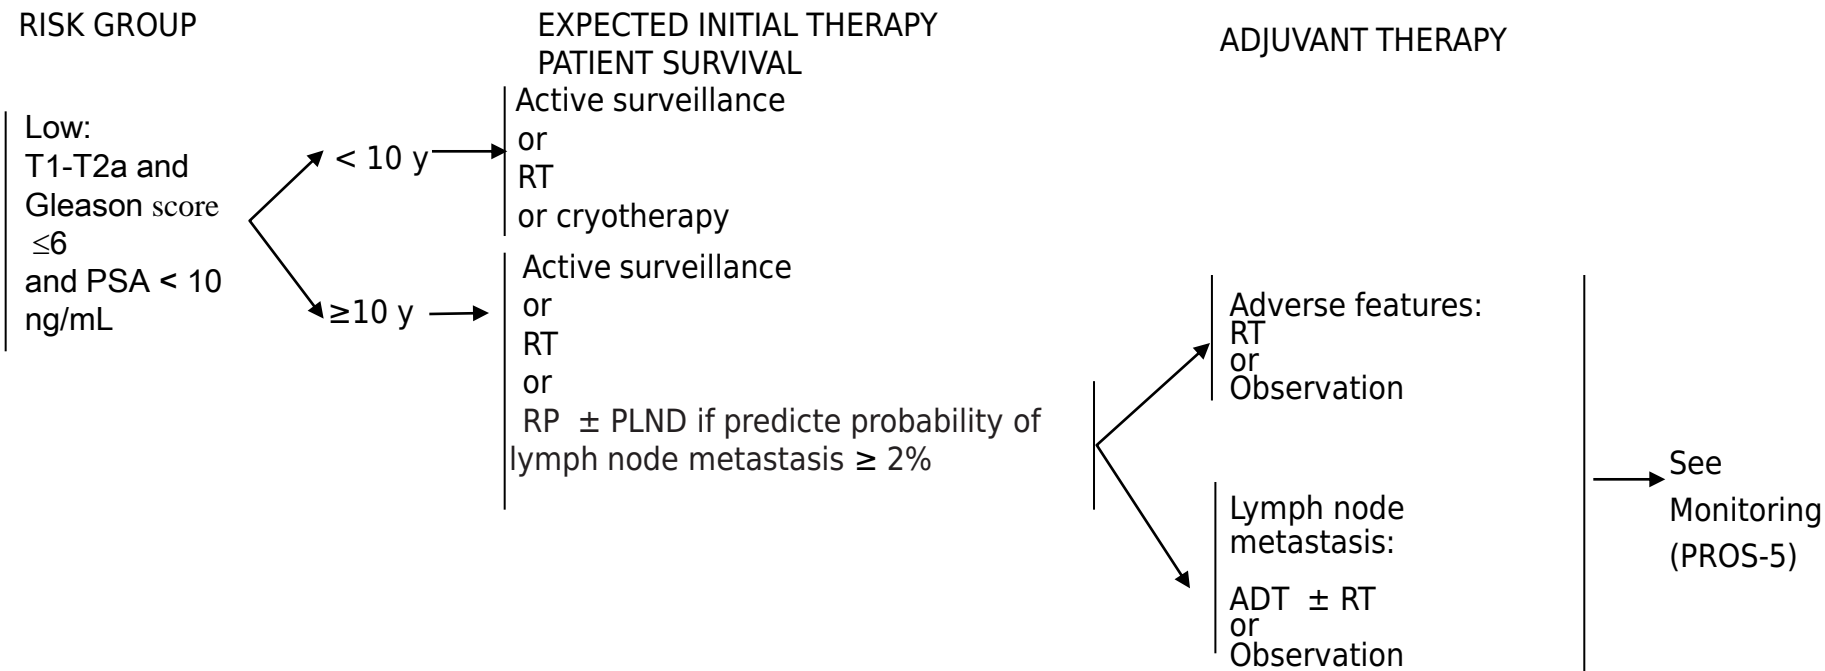 RISK GROUP
EXPECTED INITIAL THERAPY
PATIENT SURVIVAL
ADJUVANT THERAPY
Low:
T1-T2a and
Gleason score
≤6
and PSA < 10
ng/mL
< 10 y
≥10 y
Active surveillance
or
RT
or cryotherapy
Active surveillance
or
RT
or
RP ± PLND if predicte probability of
lymph node metastasis ≥ 2%
Adverse features:
RT
or
Observation
Lymph node
metastasis:
ADT ± RT
or
Observation
See
Monitoring
(PROS-5)